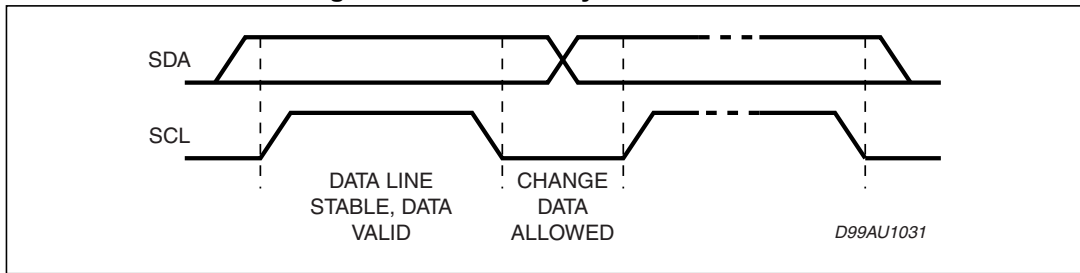 SDA
SCL
DATA LINE
STABLE, DATA
VALID
CHANGE
DATA
ALLOWED
D99AU1031